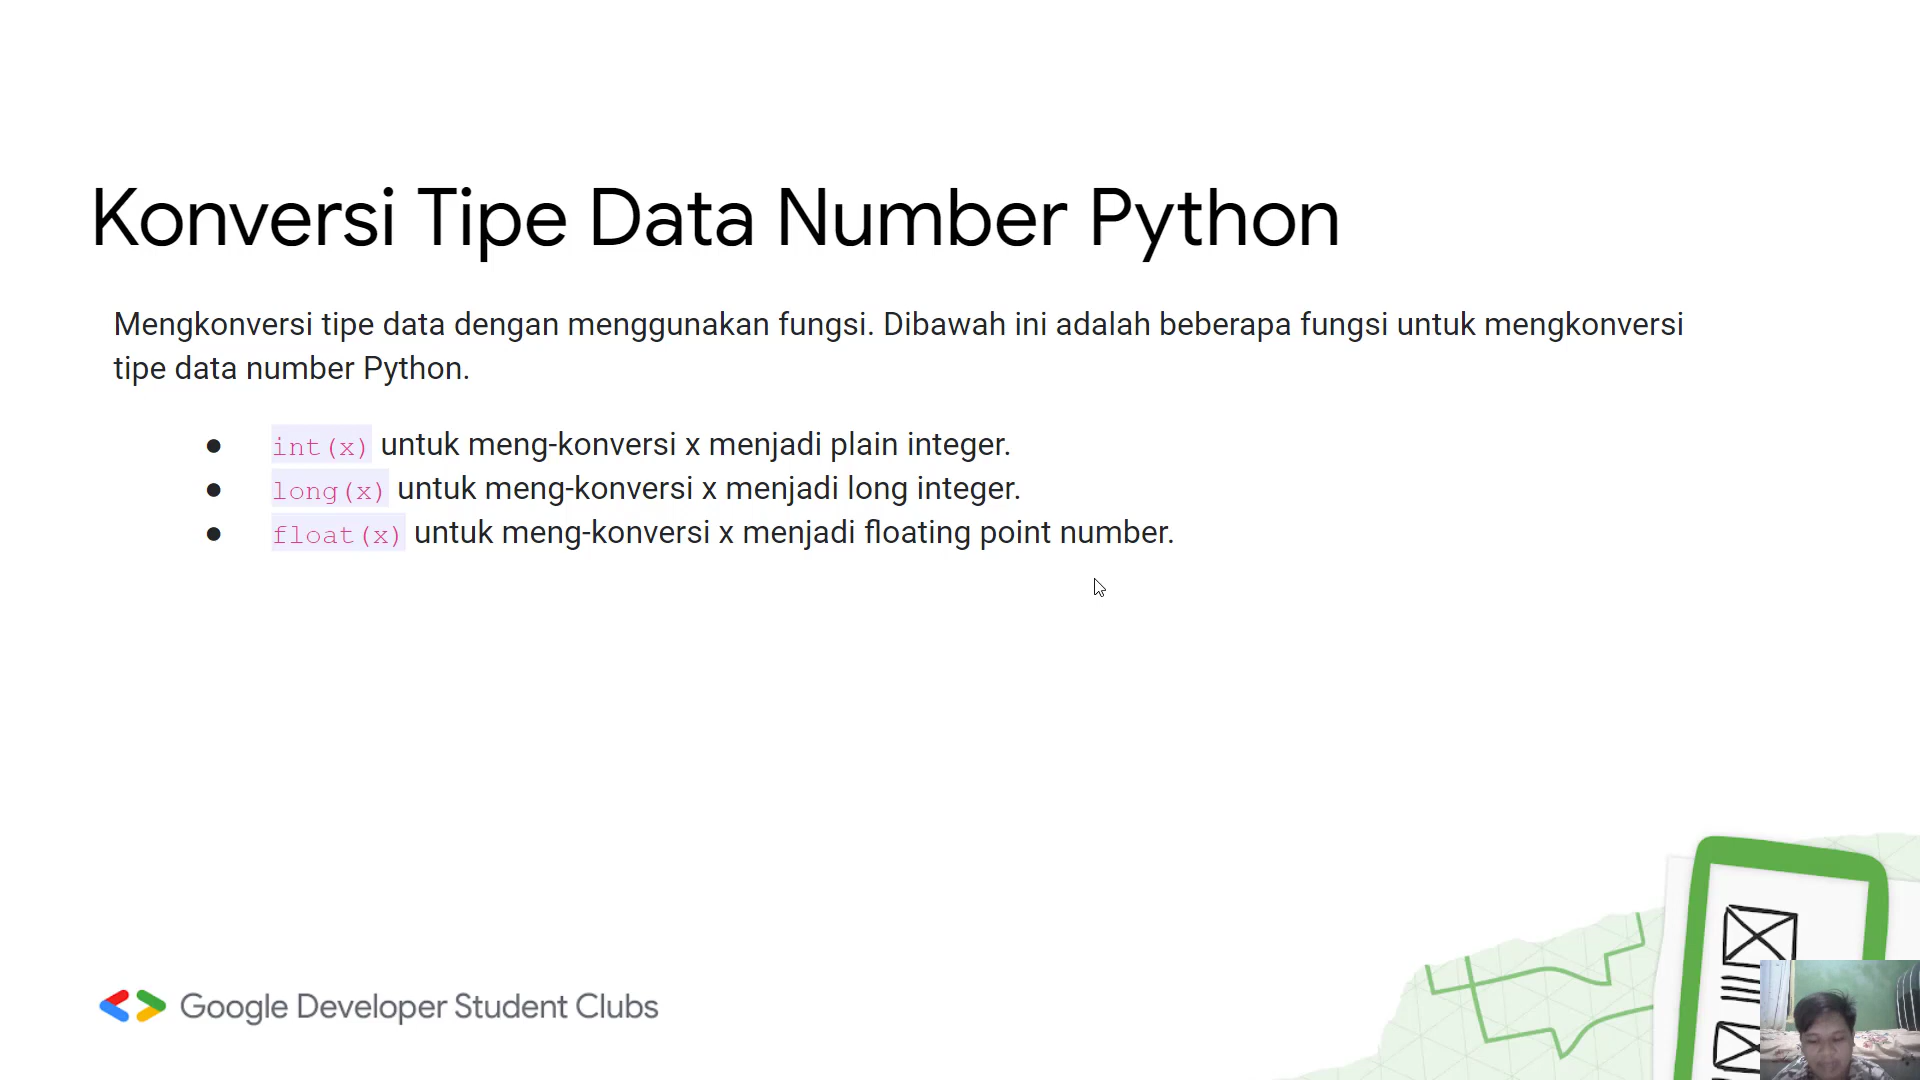 Konversi Tipe Data Number Python
Mengkonversi tipe data dengan menggunakan fungsi. Dibawah ini adalah beberapa fungsi untuk mengkonversi
tipe data number Python.
● int(x) untuk meng-konversi x menjadi plain integer.
● long(x) untuk meng-konversi x menjadi long integer.
● float(x) untuk meng-konversi x menjadi floating point number.
Google Developer Student Clubs